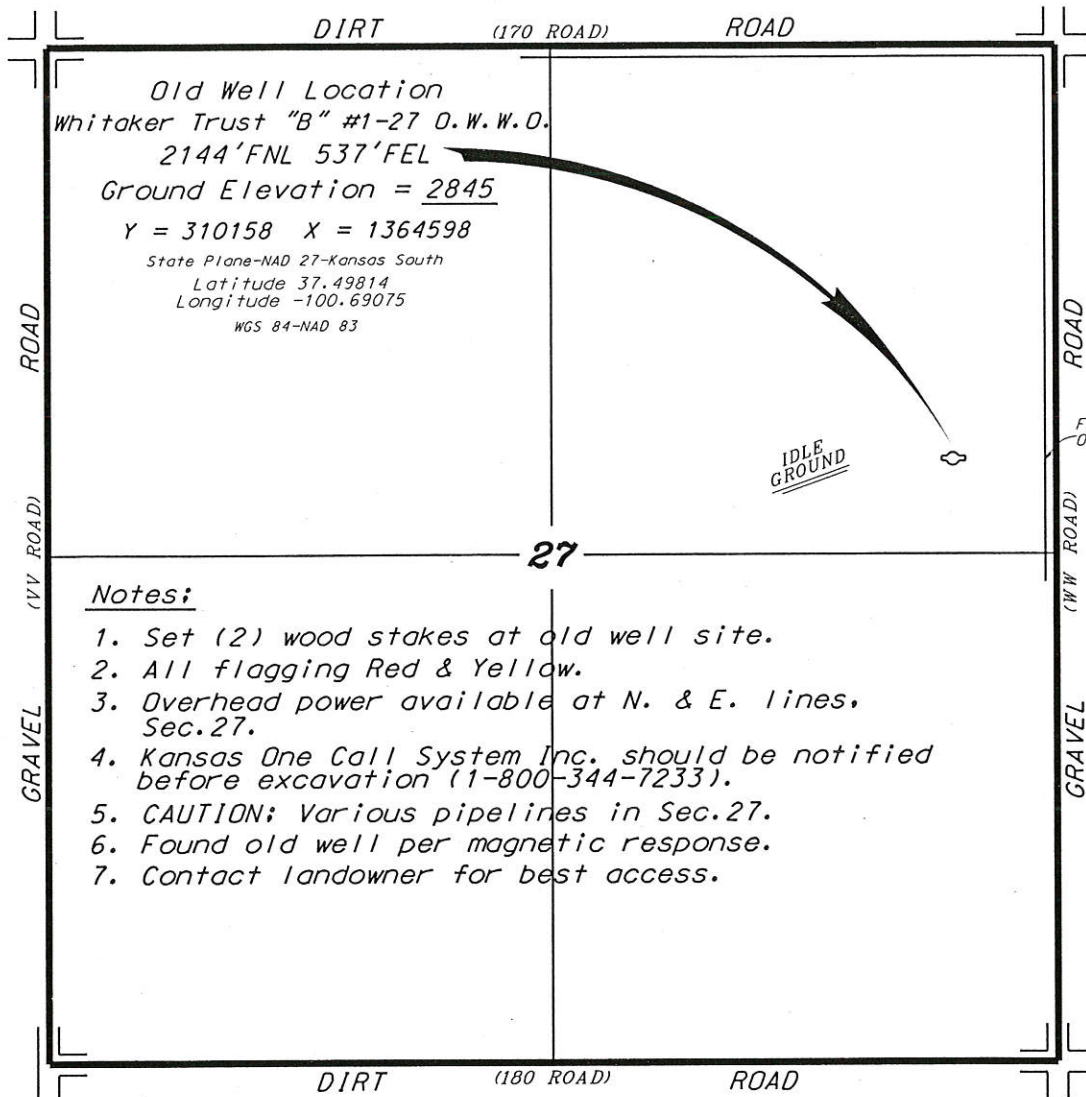 DIRT (170 ROAD) ROAD
Old Well Location
Whitaker Trust "B" #1-27 O.W.W.O.
2144'FNL 537'FEL
Ground Elevation = 2845
Y = 310158 X = 1364598
State Plane-NAD 27-Kansas South
Latitude 37.49814
Longitude -100.69075
WGS 84-NAD 83
ROAD
(VV ROAD)
GRAVEL
ROAD
(WW ROAD)
GRAVEL
IDLE
GROUND
27
Notes:
1. Set (2) wood stakes at old well site.
2. All flagging Red & Yellow.
3. Overhead power available at N. & E. lines,
Sec.27.
4. Kansas One Call System Inc. should be notified
before excavation (1-800-344-7233).
5. CAUTION: Various pipelines in Sec.27.
6. Found old well per magnetic response.
7. Contact landowner for best access.
DIRT (180 ROAD) ROAD